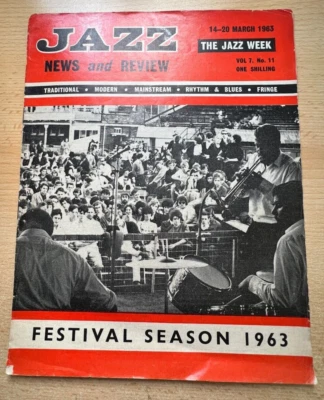 JAZZ
NEWS and REVIEW
14-20 MARCH 1963
THE JAZZ WEEK
VOL 7: No. 11
ONE SHILLING
TRADITIONAL • MODERN • MAINSTREAM • RHYTHM & BLUES • FRINGE
FESTIVAL SEASON 1963